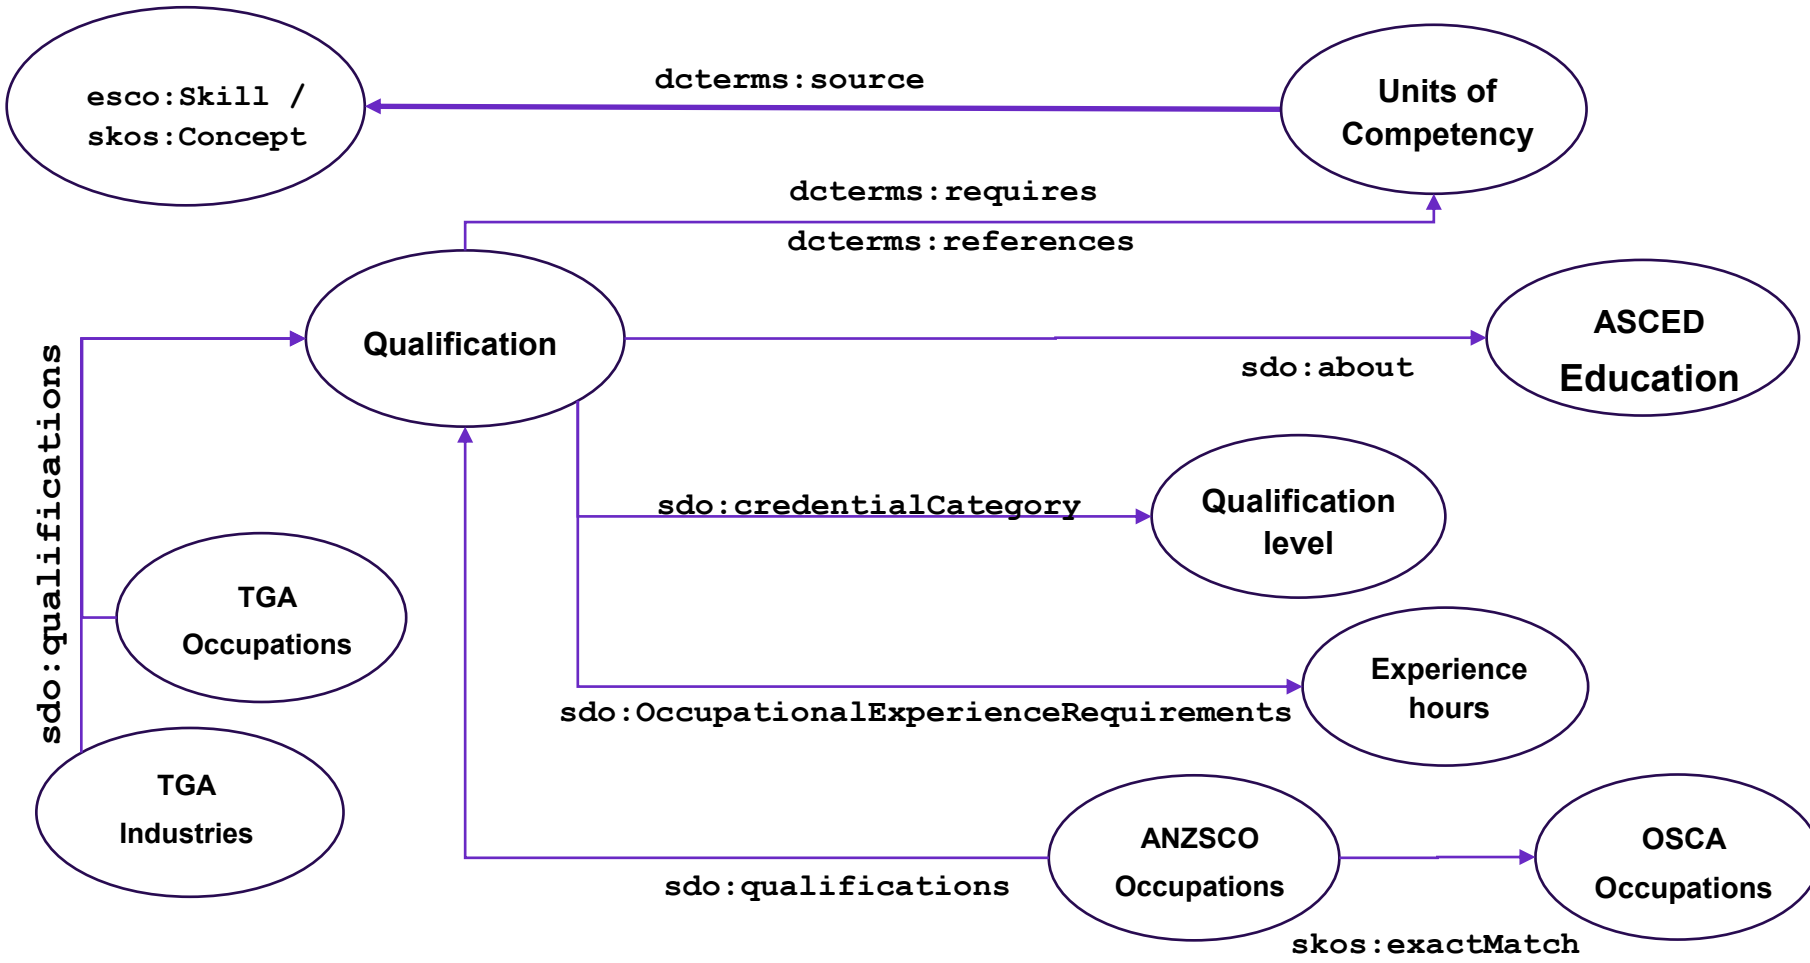 esco:Skill /
skos:Concept
dcterms:source
Units of
Competency
dcterms:requires
dcterms:references
Qualification
sdo:about
ASCED
Education
sdo:qualifications
sdo:credentialCategory
Qualification
level
TGA
Occupations
sdo:OccupationalExperienceRequirements
Experience
hours
TGA
Industries
sdo:qualifications
ANZSCO
Occupations
skos:exactMatch
OSCA
Occupations